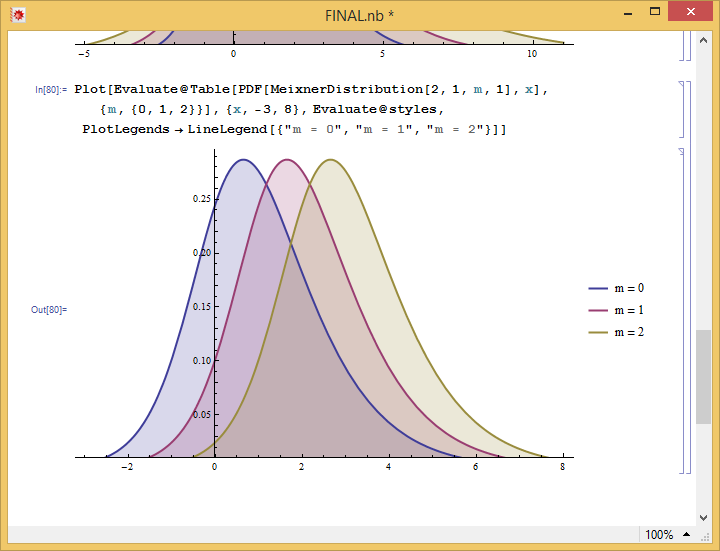 FINAL.nb *
-5 0 5 10
In[80]:= Plot[Evaluate@Table[PDF[MeixnerDistribution[2, 1, m, 1], x],
{m, {0, 1, 2}}], {x, -3, 8}, Evaluate@styles,
PlotLegends → LineLegend[{"m = 0", "m = 1", "m = 2"}]]
0.25
0.20
0.15
0.10
0.05
-2 0 2 4 6 8
Out[80]=
m = 0
m = 1
m = 2
100%